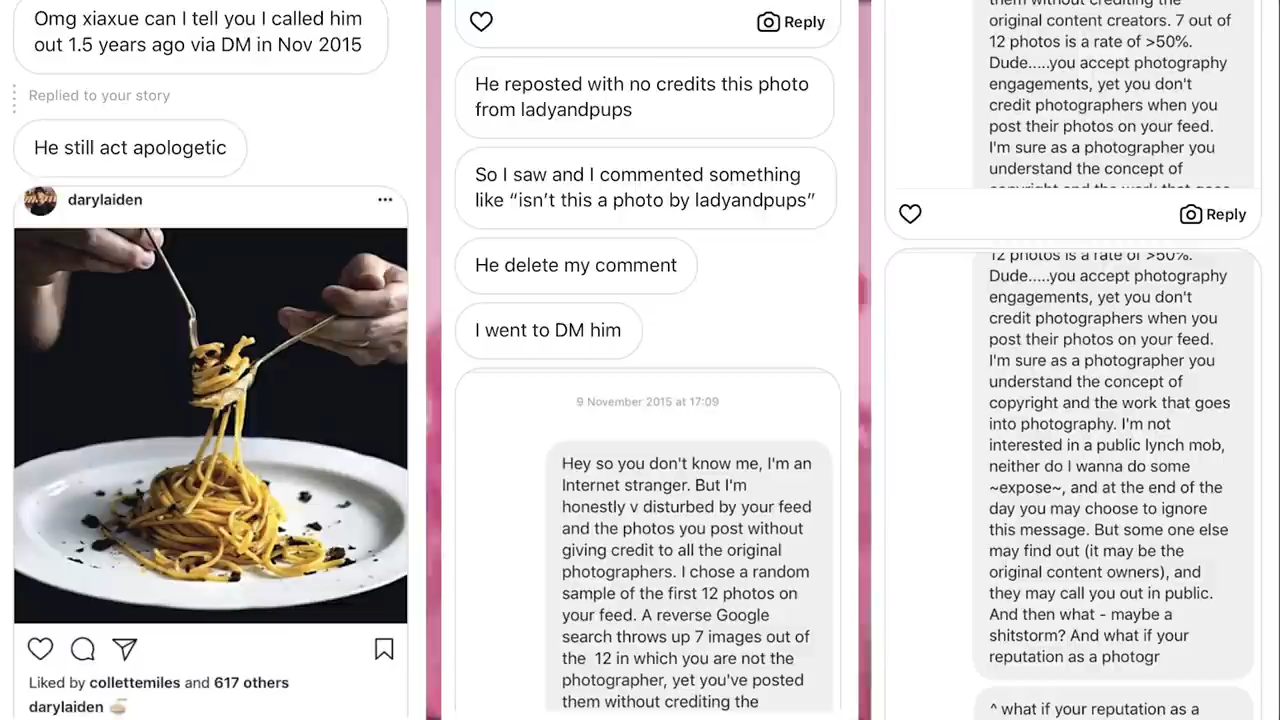 Omg xiaxue can I tell you I called him
out 1.5 years ago via DM in Nov 2015
Replied to your story
He still act apologetic
darylaiden
Liked by collettemiles and 617 others
darylaiden
Reply
He reposted with no credits this photo
from ladyandpups
So I saw and I commented something
like “isn’t this a photo by ladyandpups”
He delete my comment
I went to DM him
9 November 2015 at 17:09
Hey so you don't know me, I'm an
Internet stranger. But I'm
honestly v disturbed by your feed
and the photos you post without
giving credit to all the original
photographers. I chose a random
sample of the first 12 photos on
your feed. A reverse Google
search throws up 7 images out of
the 12 in which you are not the
photographer, yet you've posted
them without crediting the
them without crediting the
original content creators. 7 out of
12 photos is a rate of >50%.
Dude.....you accept photography
engagements, yet you don't
credit photographers when you
post their photos on your feed.
I'm sure as a photographer you
understand the concept of
copyright and the work that goes
Reply
12 photos is a rate of >50%.
Dude.....you accept photography
engagements, yet you don't
credit photographers when you
post their photos on your feed.
I'm sure as a photographer you
understand the concept of
copyright and the work that goes
into photography. I'm not
interested in a public lynch mob,
neither do I wanna do some
~expose~, and at the end of the
day you may choose to ignore
this message. But some one else
may find out (it may be the
original content owners), and
they may call you out in public.
And then what - maybe a
shitstorm? And what if your
reputation as a photogr
^ what if your reputation as a